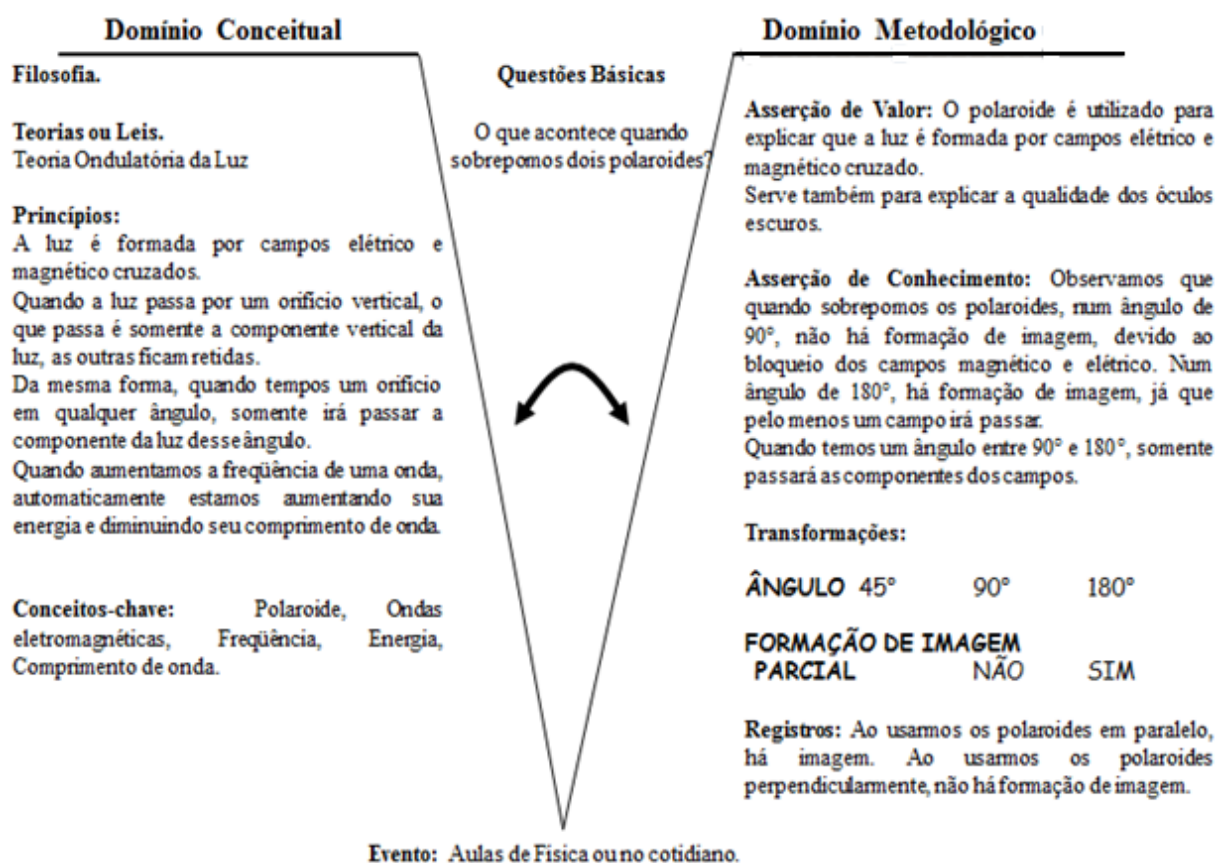 Domínio Conceitual
Filosofia.
Teorias ou Leis.
Teoria Ondulatória da Luz
Princípios:
A luz é formada por campos elétrico e
magnético cruzados.
Quando a luz passa por um orifício vertical, o
que passa é somente a componente vertical da
luz, as outras ficam retidas.
Da mesma forma, quando tempos um orifício
em qualquer ângulo, somente irá passar a
componente da luz desse ângulo.
Quando aumentamos a freqüência de uma onda,
automaticamente estamos aumentando sua
energia e diminuindo seu comprimento de onda.
Conceitos-chave: Polaroide, Ondas
eletromagnéticas, Freqüência, Energia,
Comprimento de onda.
Questões Básicas
O que acontece quando
sobrepomos dois polaroides?
Domínio Metodológico
Asserção de Valor: O polaroide é utilizado para
explicar que a luz é formada por campos elétrico e
magnético cruzado.
Serve também para explicar a qualidade dos óculos
escuros.
Asserção de Conhecimento: Observamos que
quando sobrepomos os polaroides, num ângulo de
90°, não há formação de imagem, devido ao
bloqueio dos campos magnético e elétrico. Num
ângulo de 180°, há formação de imagem, já que
pelo menos um campo irá passar.
Quando temos um ângulo entre 90° e 180°, somente
passará as componentes dos campos.
Transformações:
ÂNGULO 45° 90° 180°
FORMAÇÃO DE IMAGEM
PARCIAL NÃO SIM
Registros: Ao usarmos os polaroides em paralelo,
há imagem. Ao usarmos os polaroides
perpendicularmente, não há formação de imagem.
Evento: Aulas de Física ou no cotidiano.